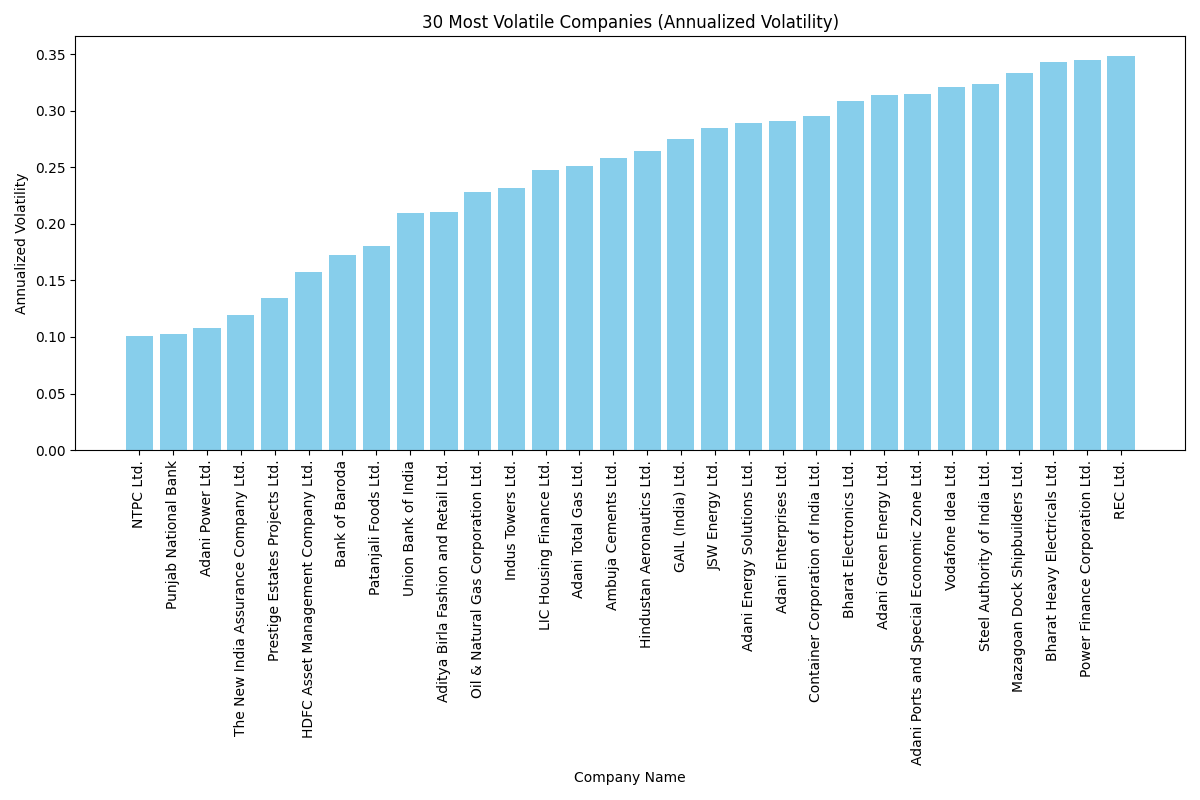 30 Most Volatile Companies (Annualized Volatility)
Annualized Volatility
0.35
0.30
0.25
0.20
0.15
0.10
0.05
0.00
NTPC Ltd.
Punjab National Bank
Adani Power Ltd.
The New India Assurance Company Ltd.
Prestige Estates Projects Ltd.
HDFC Asset Management Company Ltd.
Bank of Baroda
Patanjali Foods Ltd.
Union Bank of India
Aditya Birla Fashion and Retail Ltd.
Oil & Natural Gas Corporation Ltd.
Indus Towers Ltd.
LIC Housing Finance Ltd.
Adani Total Gas Ltd.
Ambuja Cements Ltd.
Hindustan Aeronautics Ltd.
GAIL (India) Ltd.
JSW Energy Ltd.
Adani Energy Solutions Ltd.
Adani Enterprises Ltd.
Container Corporation of India Ltd.
Bharat Electronics Ltd.
Adani Green Energy Ltd.
Adani Ports and Special Economic Zone Ltd.
Vodafone Idea Ltd.
Steel Authority of India Ltd.
Mazagoan Dock Shipbuilders Ltd.
Bharat Heavy Electricals Ltd.
Power Finance Corporation Ltd.
REC Ltd.
Company Name